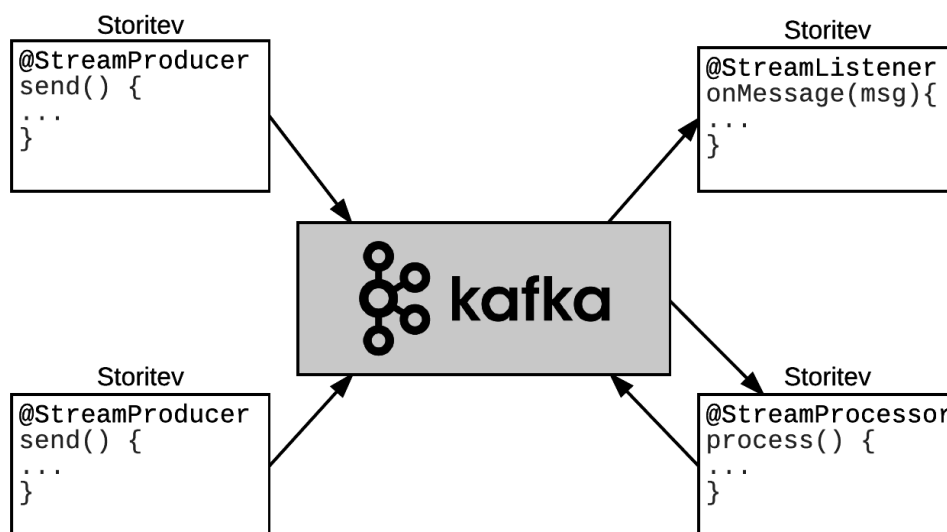 Storitev
@StreamProducer
send() {
...
}
Storitev
@StreamListener
onMessage(msg){
...
}
kafka
Storitev
@StreamProducer
send() {
...
}
Storitev
@StreamProcessor
process() {
...
}